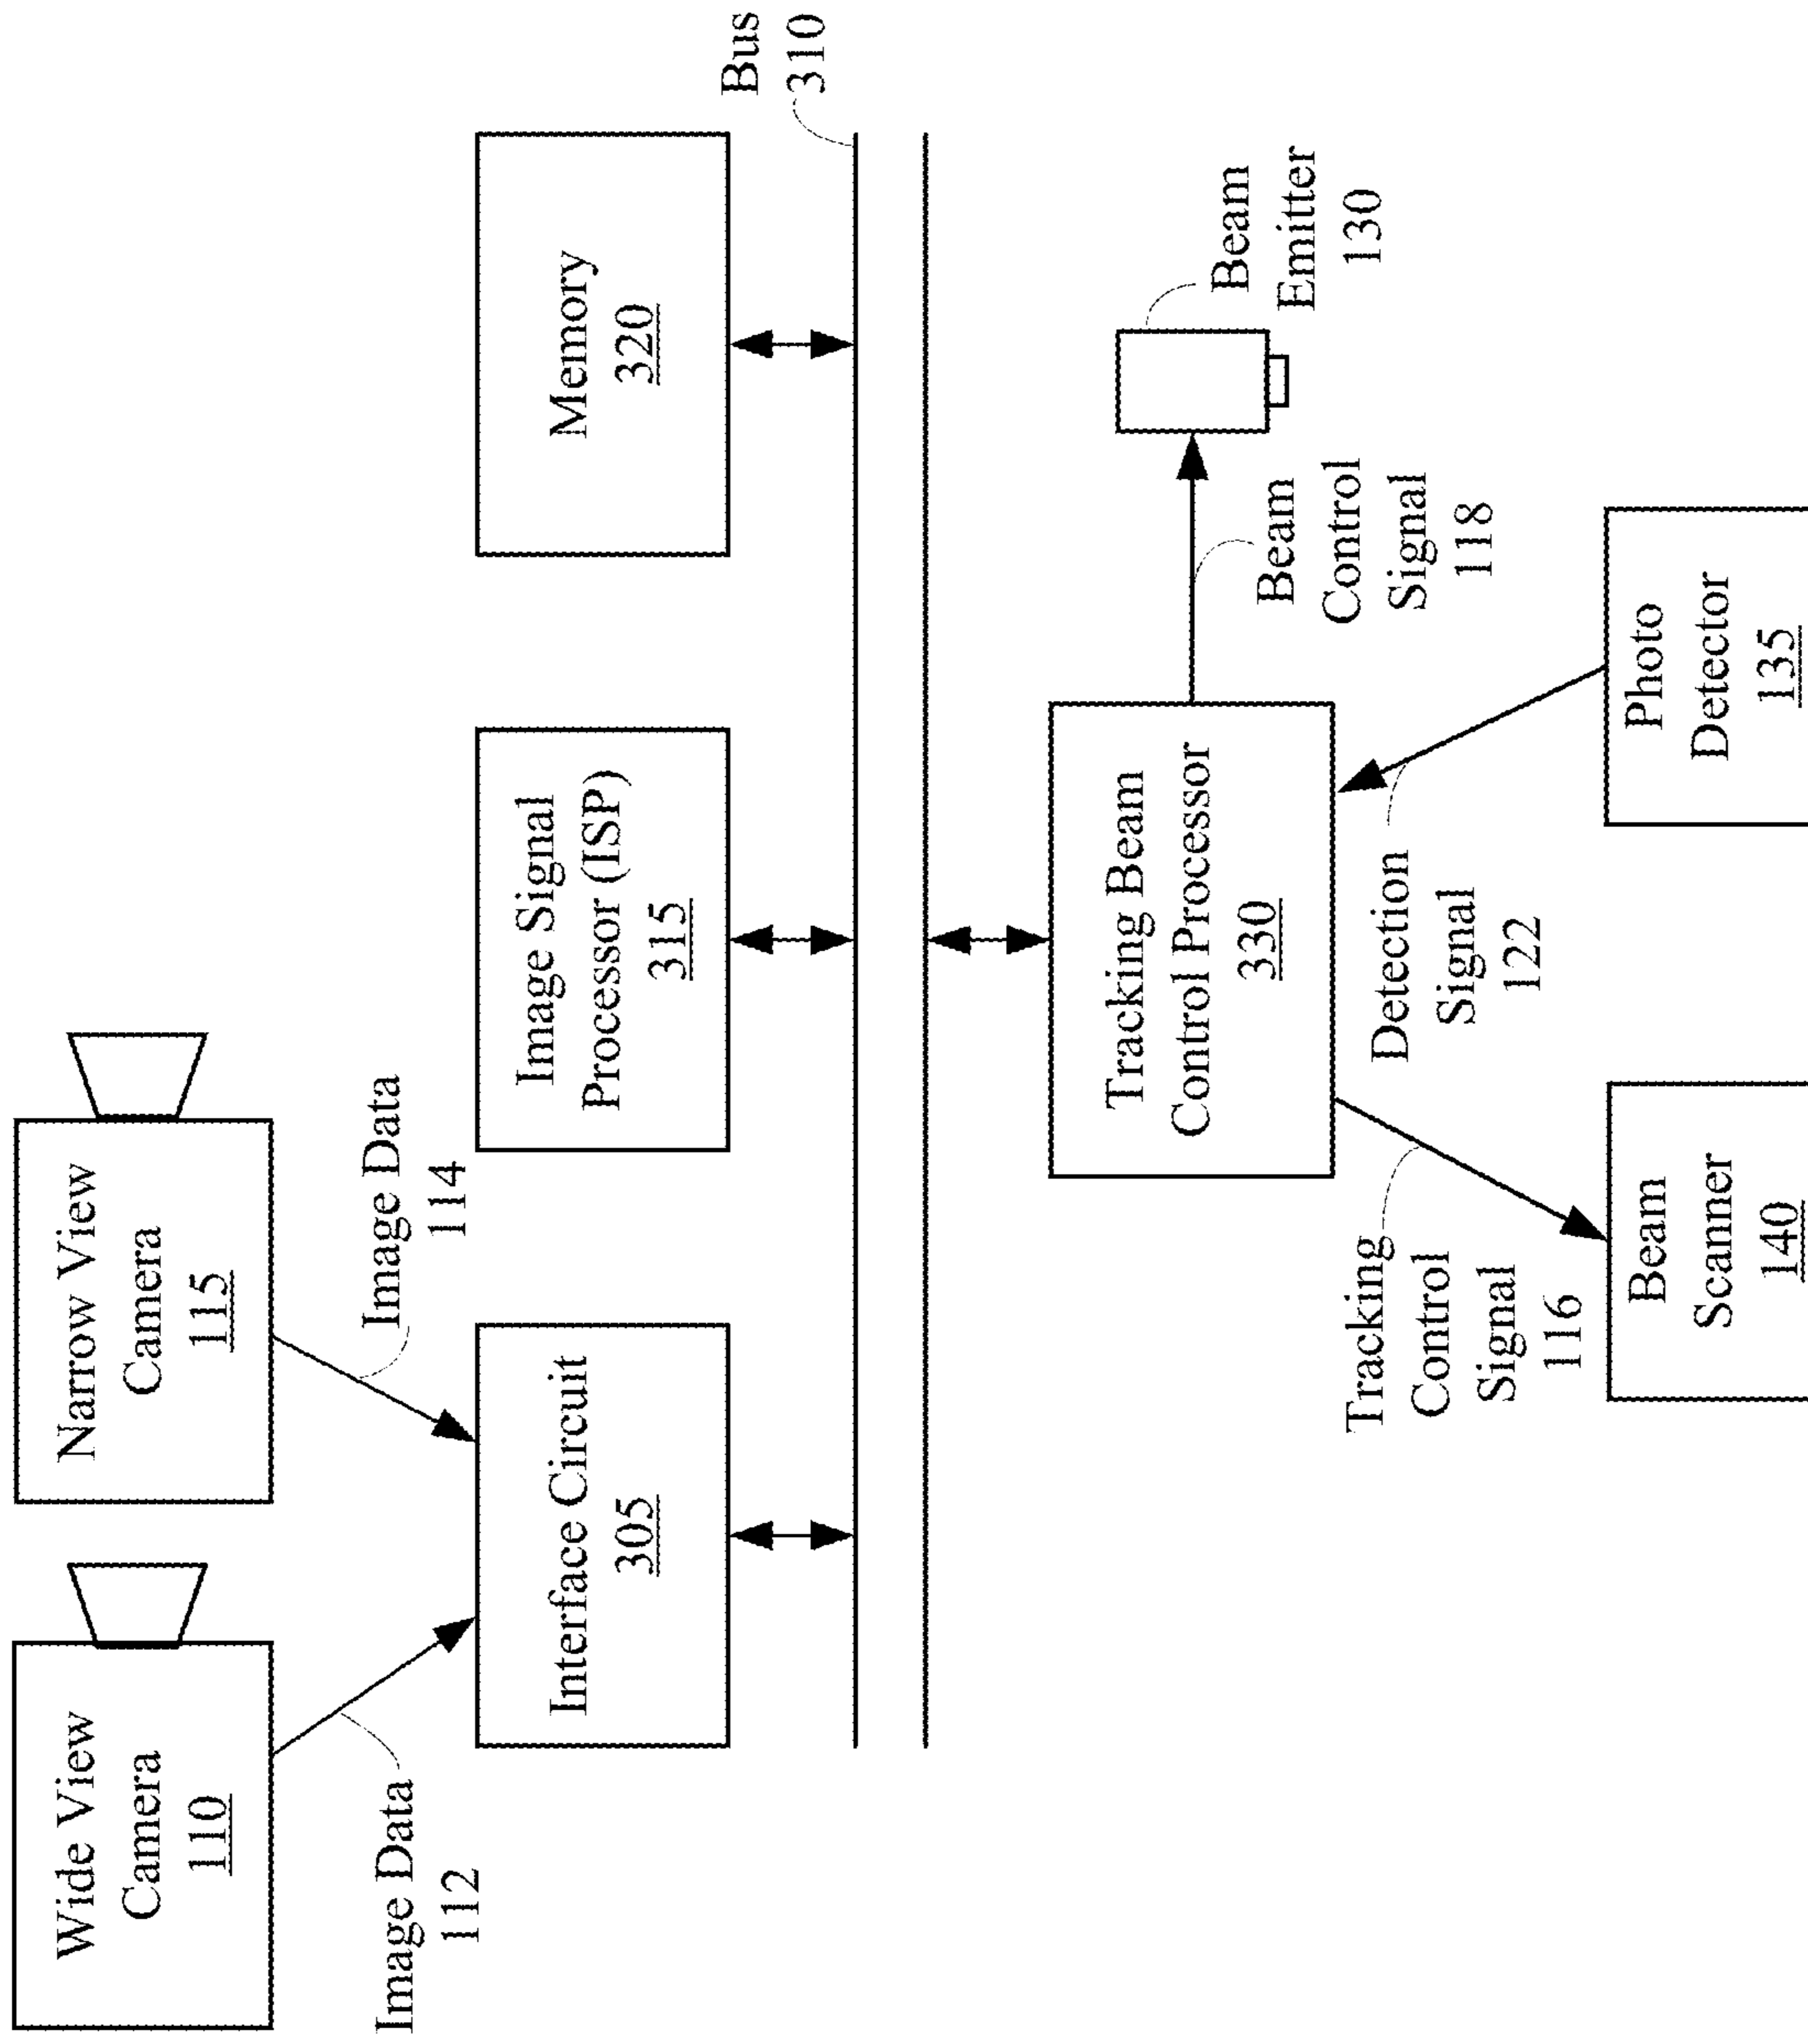 Wide View
Camera
110
Narrow View
Camera
115
Image Data
112
Image Data
114
Interface Circuit
305
Image Signal
Processor (ISP)
315
Memory
320
Bus
310
Tracking Beam
Control Processor
330
Beam
Control
Signal
118
Beam
Emitter
130
Tracking
Control
Signal
116
Detection
Signal
122
Beam
Scanner
140
Photo
Detector
135